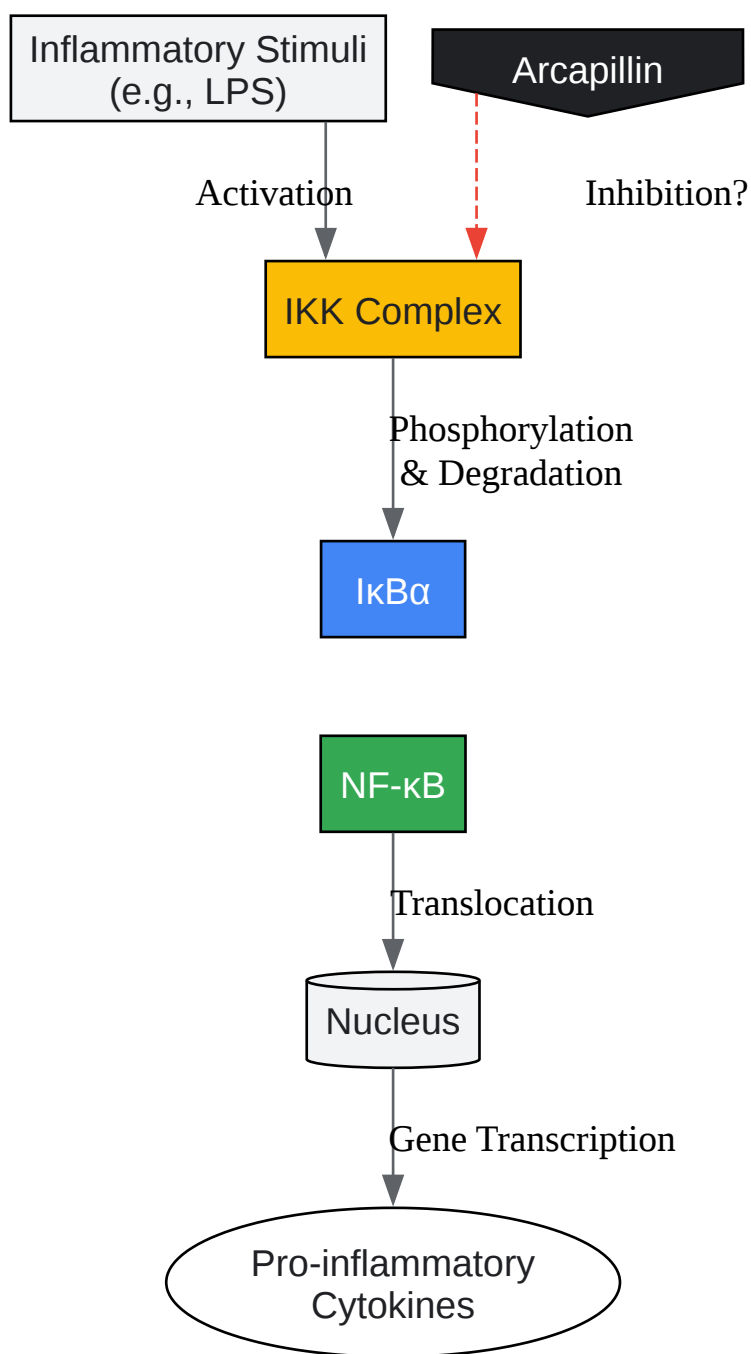 Inflammatory Stimuli
(e.g., LPS)
Arcapillin
Activation
Inhibition?
IKK Complex
Phosphorylation
& Degradation
IκBα
NF-κB
Translocation
Nucleus
Gene Transcription
Pro-inflammatory
Cytokines